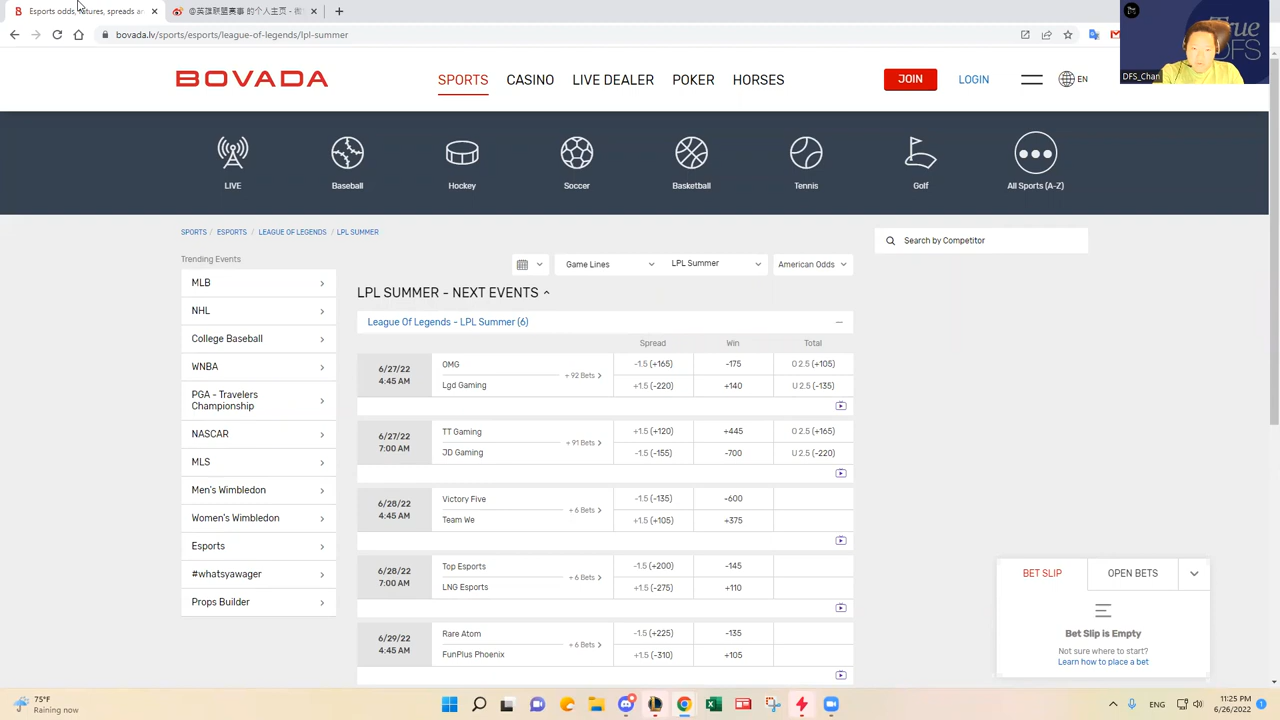 Esports odds, futures, spreads an
@英雄联盟赛事 的个人主页 - 微
bovada.lv/sports/esports/league-of-legends/lpl-summer
True
DFS
DFS_Chan
BOVADA
SPORTS
CASINO
LIVE DEALER
POKER
HORSES
JOIN
LOGIN
EN
LIVE
Baseball
Hockey
Soccer
Basketball
Tennis
Golf
All Sports (A-Z)
SPORTS / ESPORTS / LEAGUE OF LEGENDS / LPL SUMMER
Search by Competitor
Trending Events
MLB
NHL
College Baseball
WNBA
PGA - Travelers
Championship
NASCAR
MLS
Men's Wimbledon
Women's Wimbledon
Esports
#whatsyawager
Props Builder
Game Lines
LPL Summer
American Odds
LPL SUMMER - NEXT EVENTS
League Of Legends - LPL Summer (6)
Spread Win Total
6/27/22
4:45 AM
OMG -1.5 (+165) -175 O 2.5 (+105)
+ 92 Bets
Lgd Gaming +1.5 (-220) +140 U 2.5 (-135)
6/27/22
7:00 AM
TT Gaming +1.5 (+120) +445 O 2.5 (+165)
+ 91 Bets
JD Gaming -1.5 (-155) -700 U 2.5 (-220)
6/28/22
4:45 AM
Victory Five -1.5 (-135) -600
+ 6 Bets
Team We +1.5 (+105) +375
6/28/22
7:00 AM
Top Esports -1.5 (+200) -145
+ 6 Bets
LNG Esports +1.5 (-275) +110
6/29/22
4:45 AM
Rare Atom -1.5 (+225) -135
+ 6 Bets
FunPlus Phoenix +1.5 (-310) +105
BET SLIP
OPEN BETS
Bet Slip is Empty
Not sure where to start?
Learn how to place a bet
75°F
Raining now
ENG
11:25 PM
6/26/2022